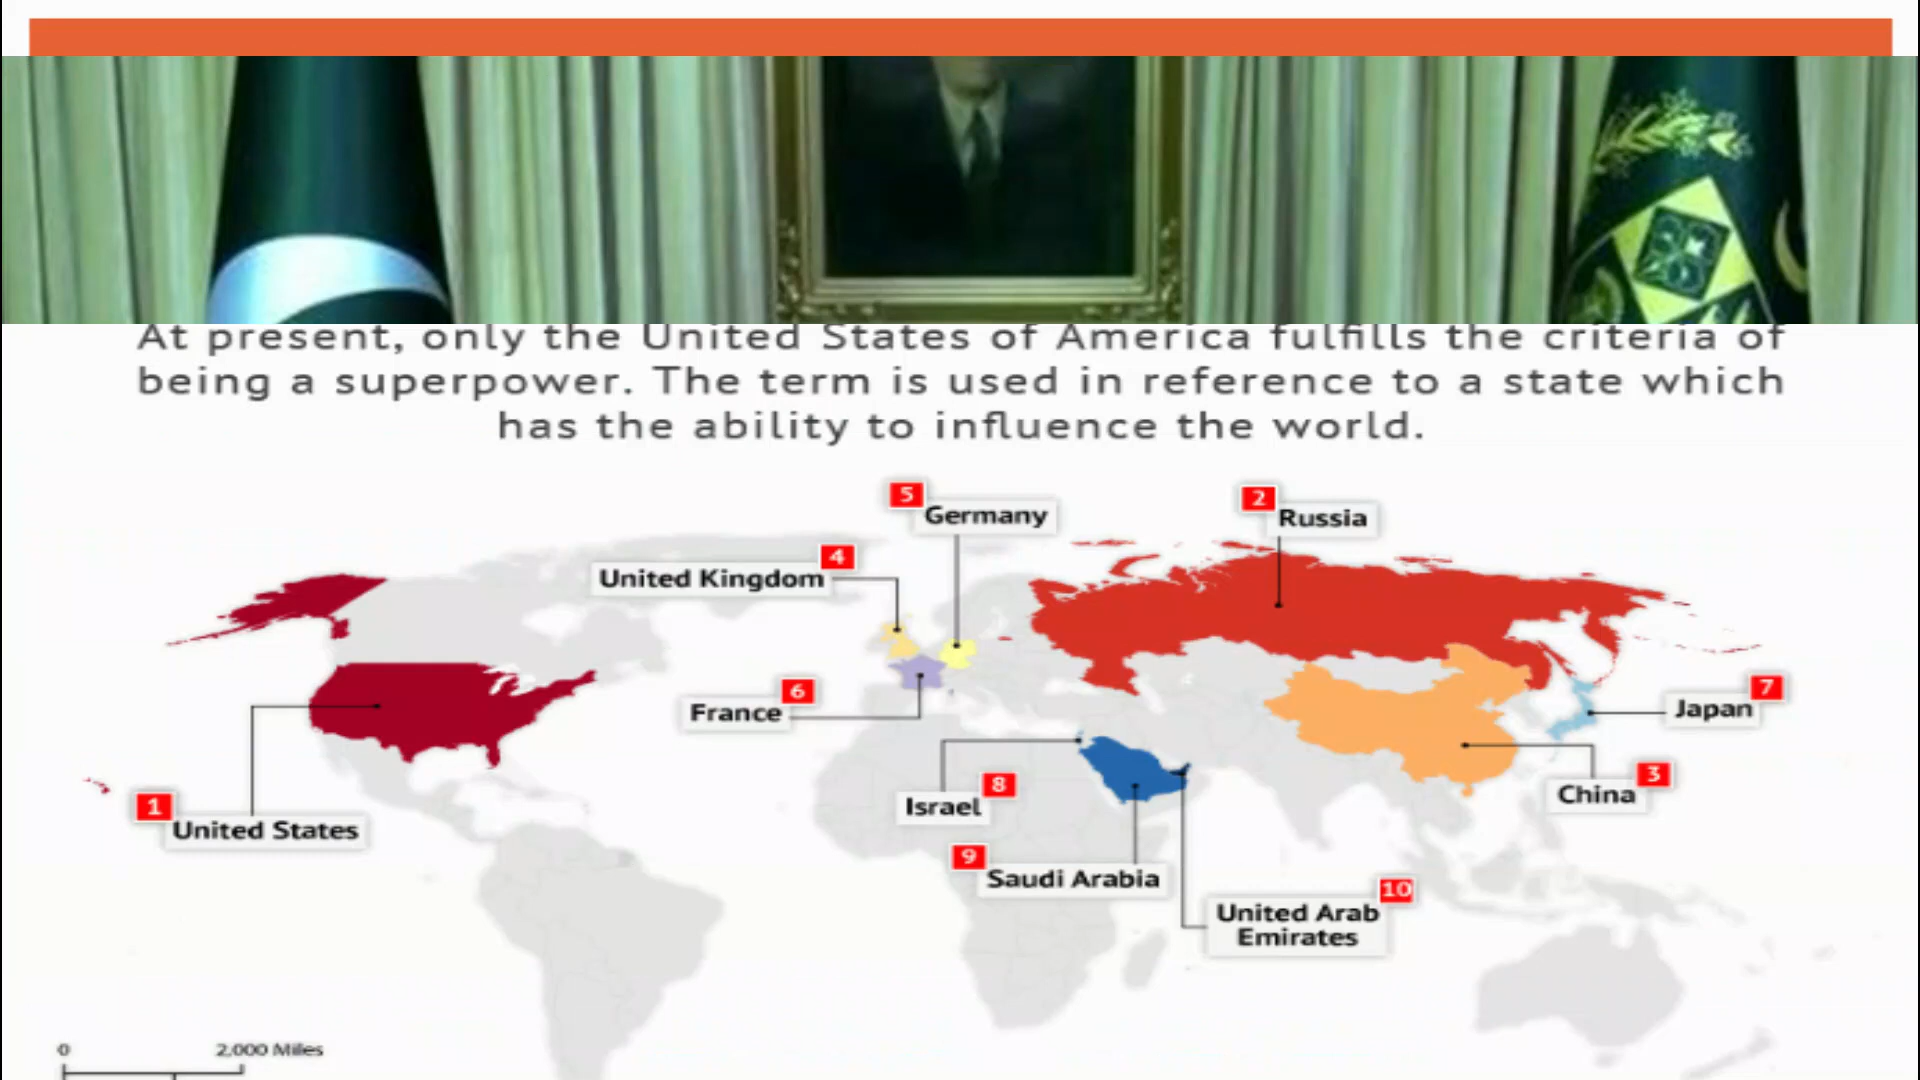 At present, only the United States of America fulfills the criteria of
being a superpower. The term is used in reference to a state which
has the ability to influence the world.
5
Germany
2
Russia
4
United Kingdom
6
France
7
Japan
8
Israel
3
China
1
United States
9
Saudi Arabia
10
United Arab
Emirates
0 2,000 Miles